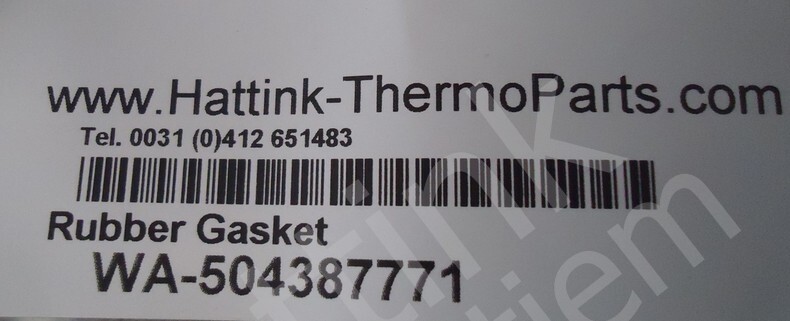 www.Hattink-ThermoParts.com
Tel. 0031 (0)412 651483
Rubber Gasket
WA-504387771